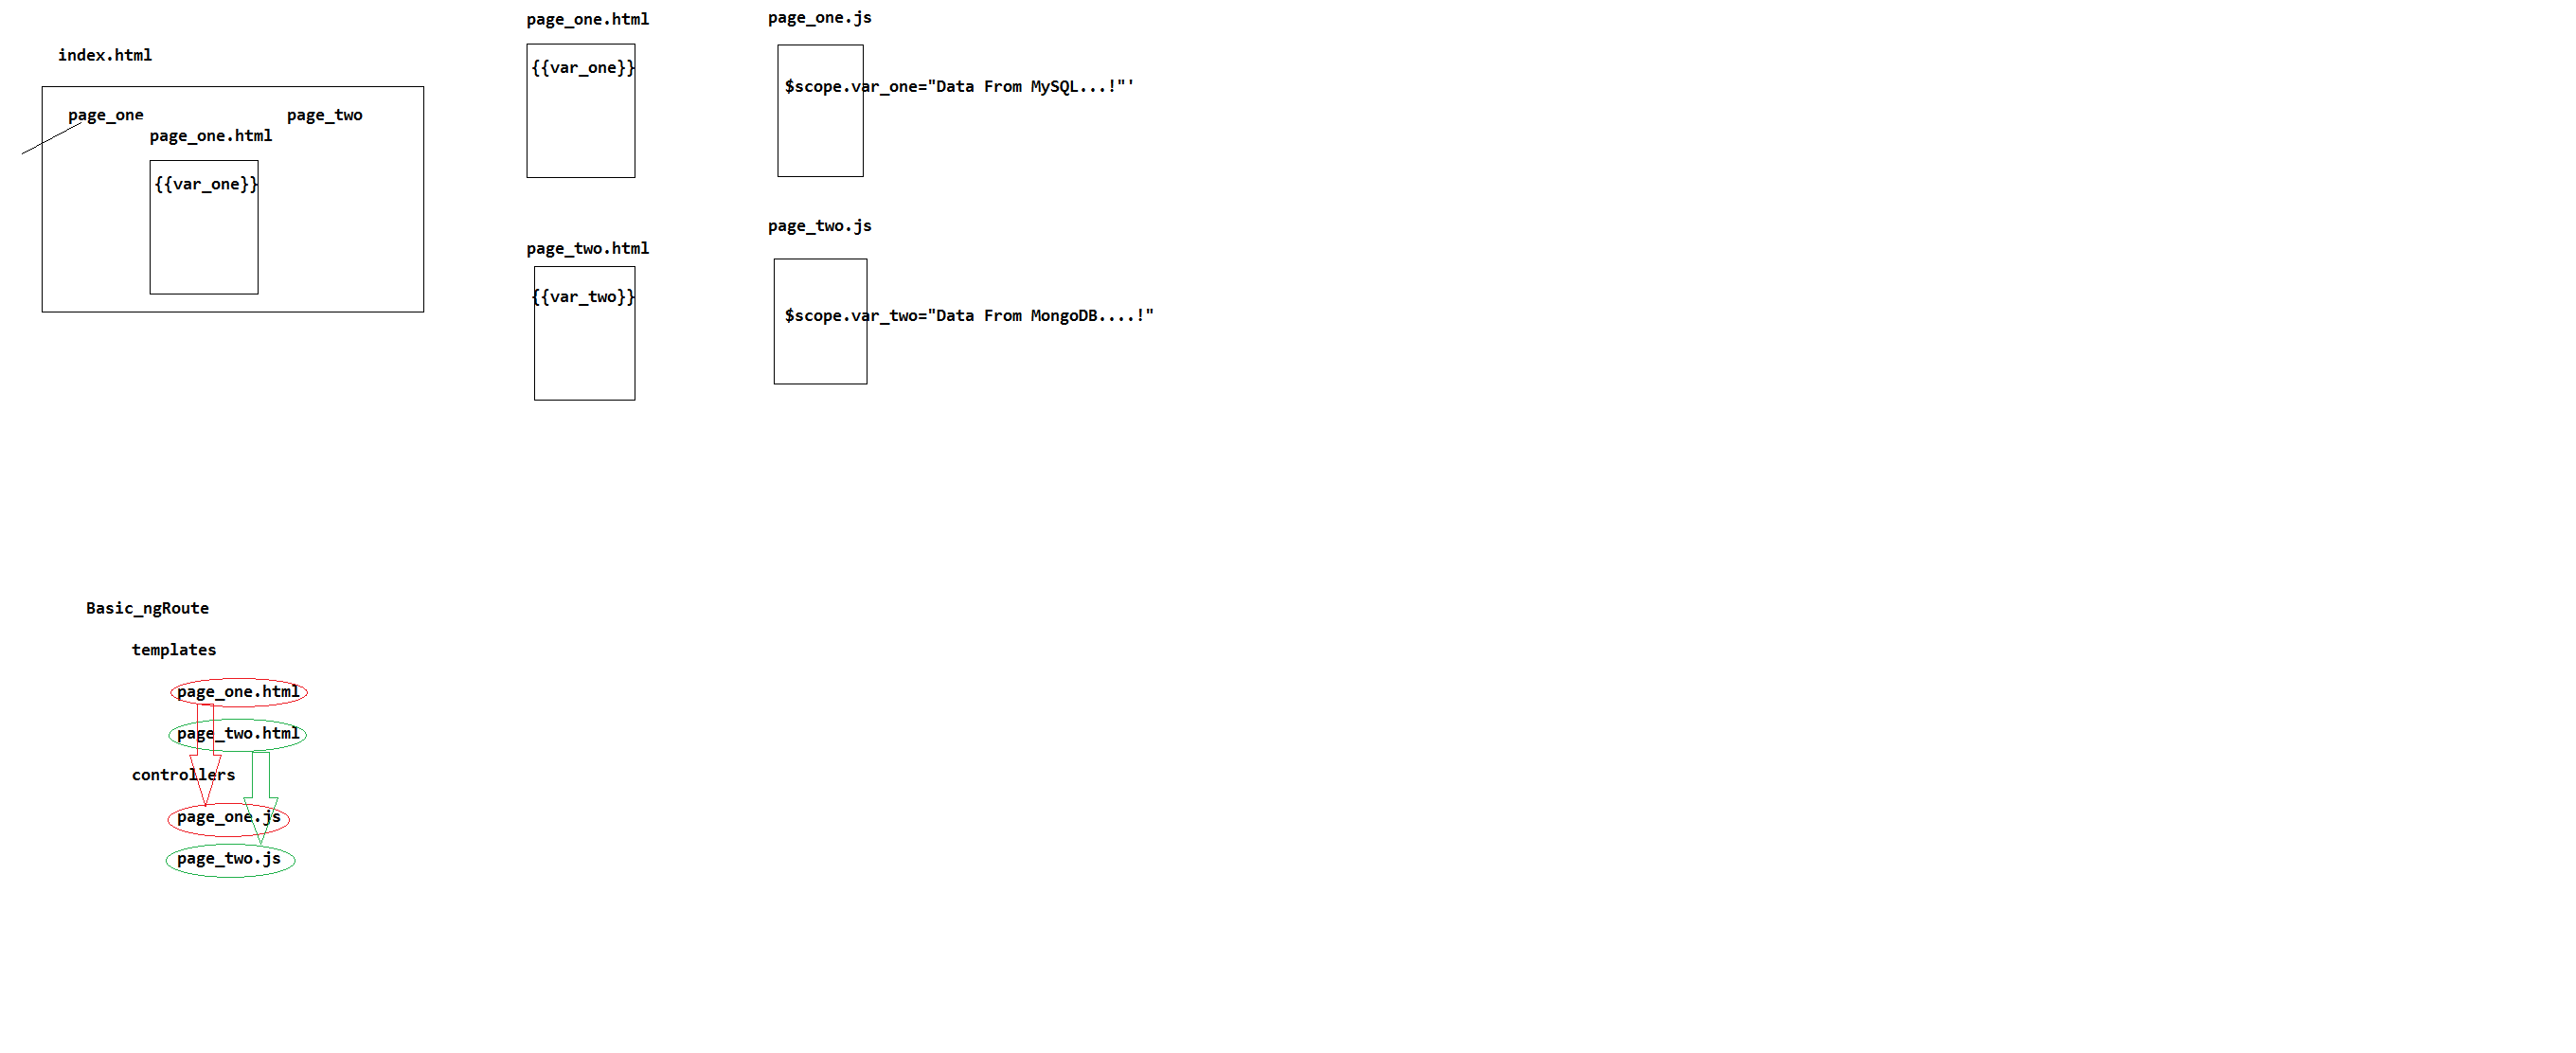 index.html
page_one
page_two
page_one.html
{{var_one}}
page_one.html
{{var_one}}
page_one.js
$scope.var_one="Data From MySQL...!"'
page_two.html
{{var_two}}
page_two.js
$scope.var_two="Data From MongoDB....!"
Basic_ngRoute
templates
page_one.html
page_two.html
controllers
page_one.js
page_two.js